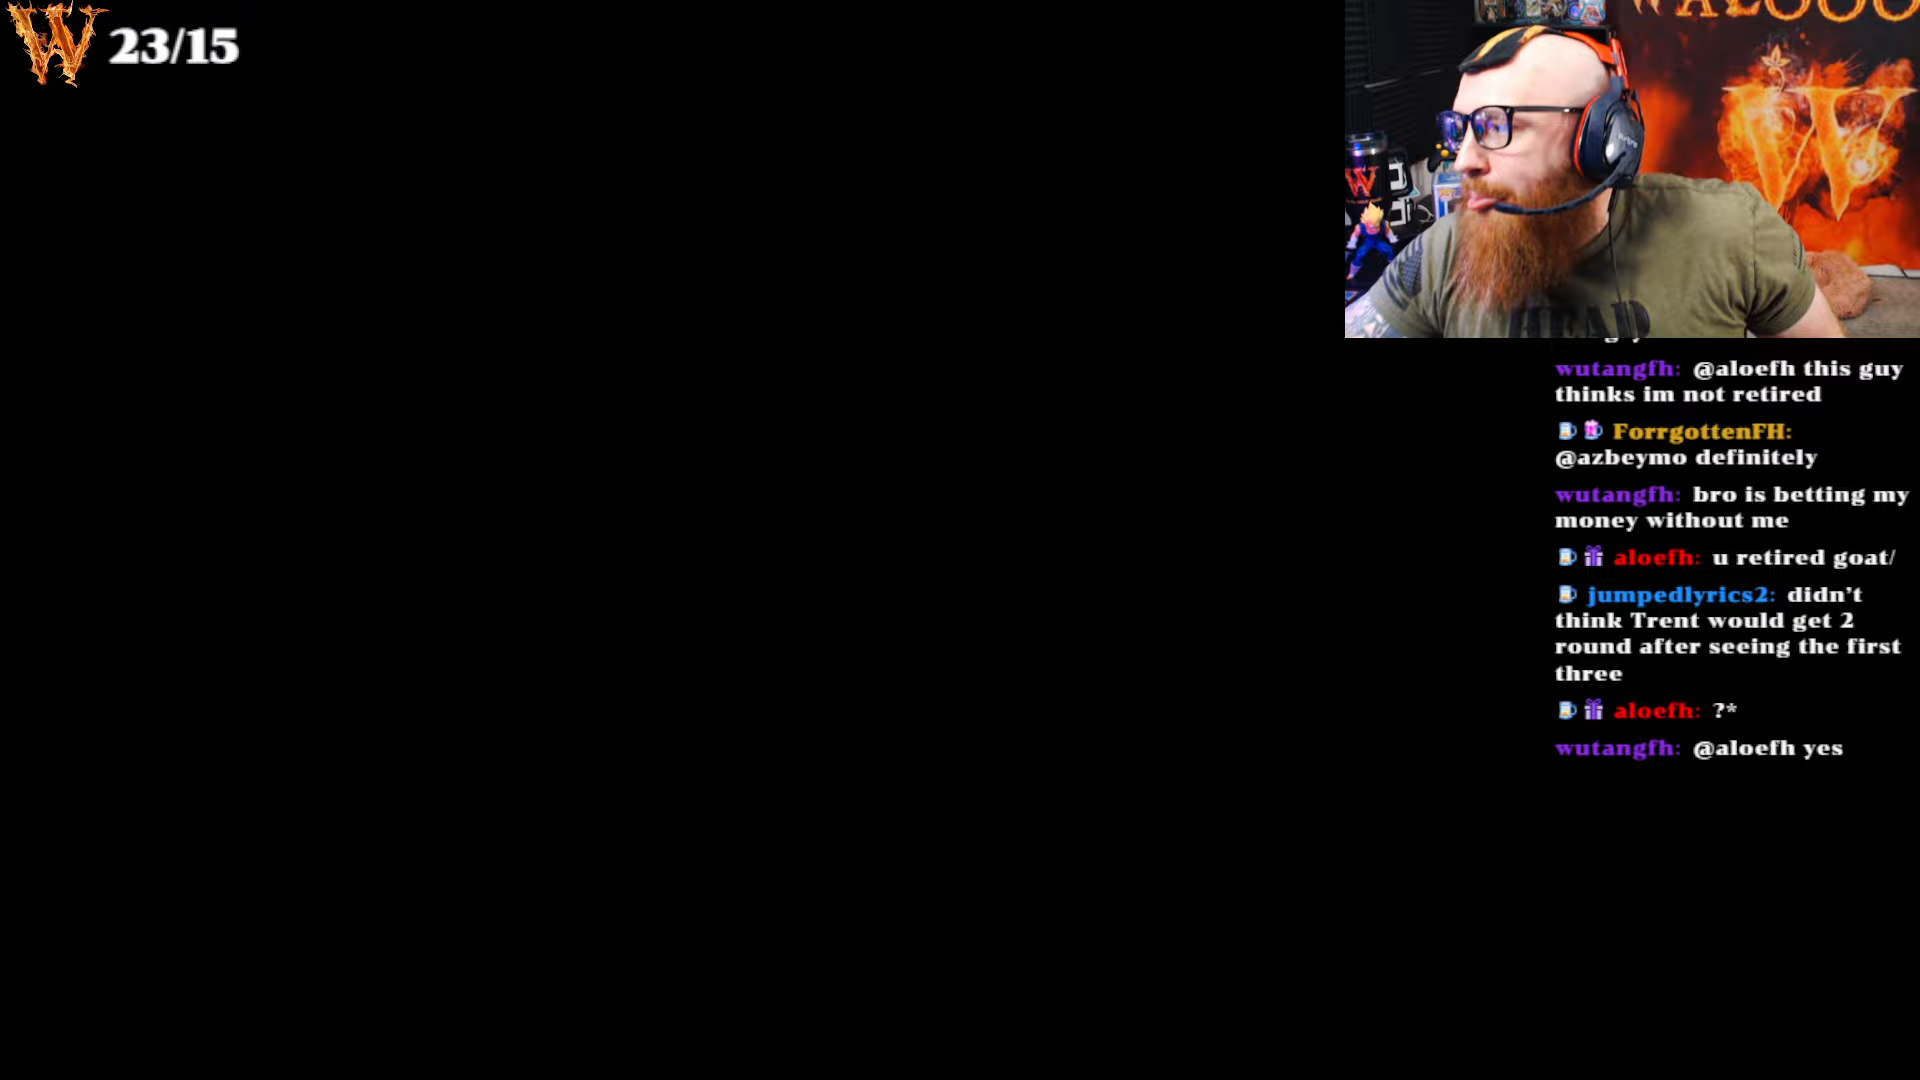 W 23/15
WALOOO
W
W
wutangfh: @aloefh this guy
thinks im not retired
ForrgottenFH:
@azbeymo definitely
wutangfh: bro is betting my
money without me
aloefh: u retired goat/
jumpedlyrics2: didn't
think Trent would get 2
round after seeing the first
three
aloefh: ?*
wutangfh: @aloefh yes